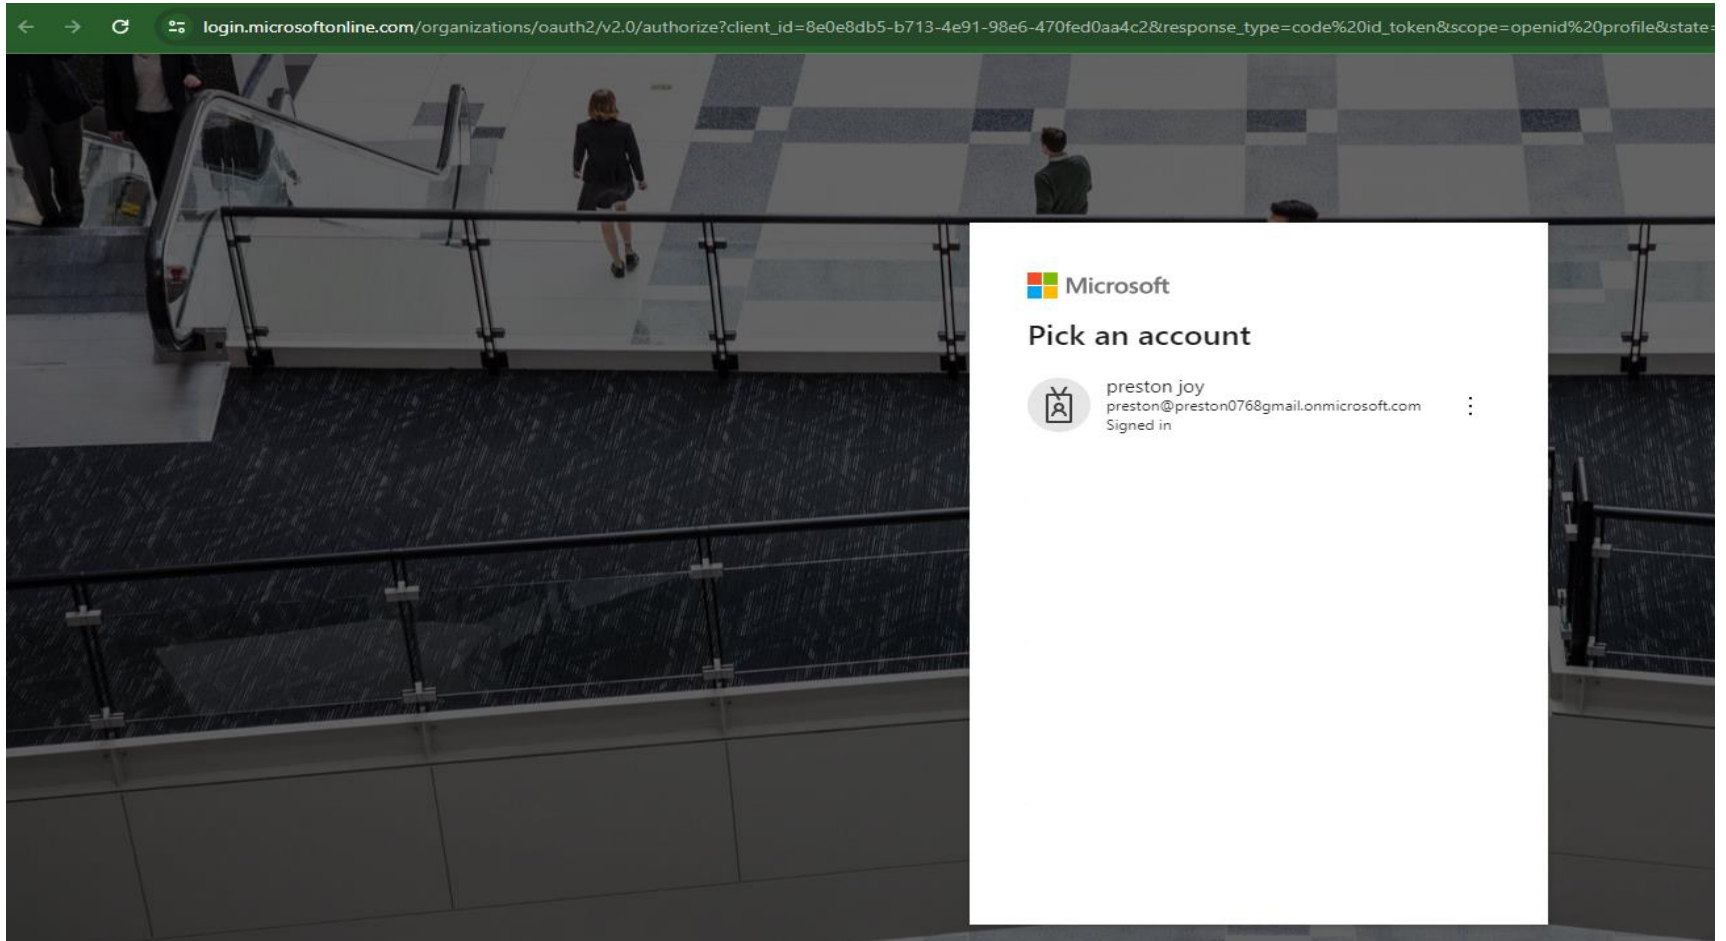 login.microsoftonline.com/organizations/oauth2/v2.0/authorize?client_id=8e0e8db5-b713-4e91-98e6-470fed0aa4c2&response_type=code%20id_token&scope=openid%20profile&state=
Microsoft
Pick an account
preston joy
preston@preston0768gmail.onmicrosoft.com
Signed in